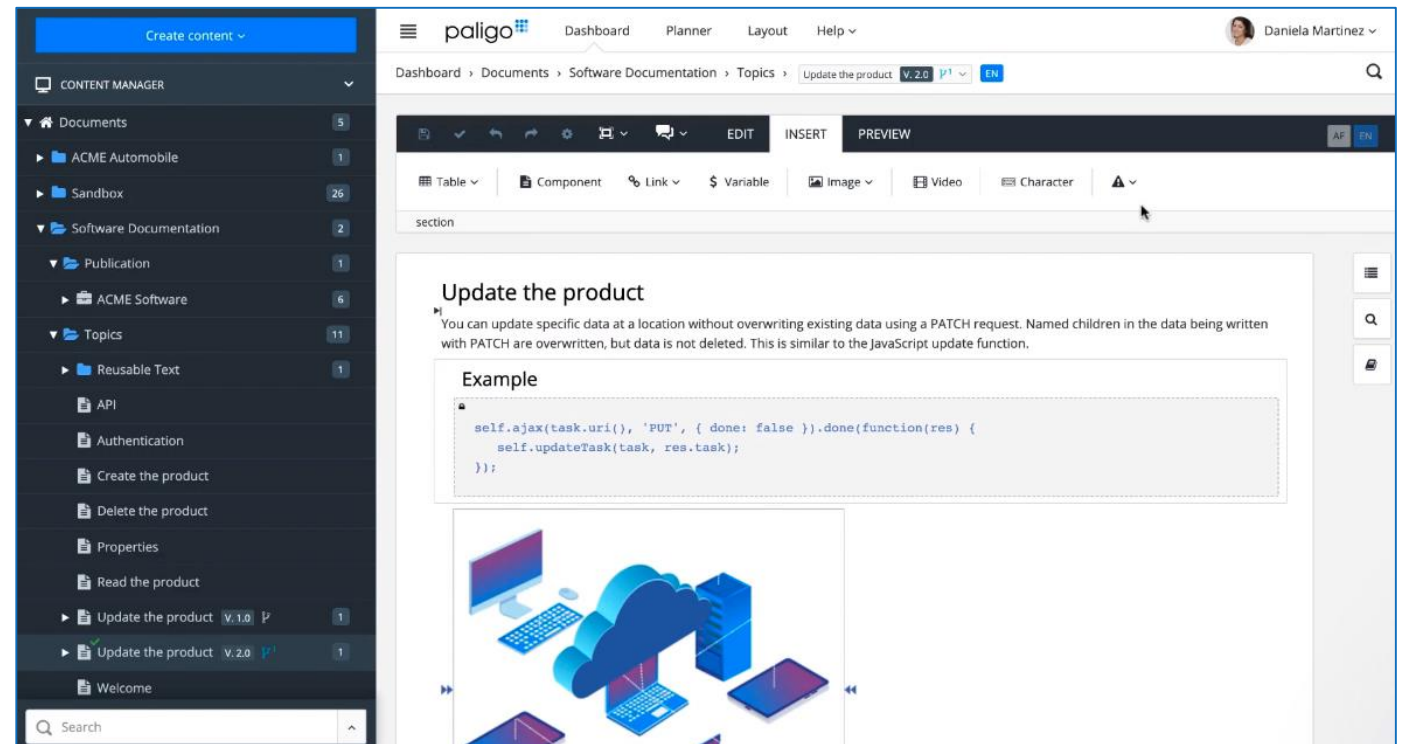 Create content
CONTENT MANAGER
Documents 5
ACME Automobile 1
Sandbox 26
Software Documentation 2
Publication 1
ACME Software 6
Topics 11
Reusable Text 1
API
Authentication
Create the product
Delete the product
Properties
Read the product
Update the product V. 1.0 1
Update the product V. 2.0 1 1
Welcome
Search
paligo Dashboard Planner Layout Help Daniela Martinez
Dashboard › Documents › Software Documentation › Topics › Update the product V. 2.0 1 EN
EDIT INSERT PREVIEW AF EN
Table Component Link $ Variable Image Video Character
section
Update the product
You can update specific data at a location without overwriting existing data using a PATCH request. Named children in the data being written
with PATCH are overwritten, but data is not deleted. This is similar to the JavaScript update function.
Example
self.ajax(task.uri(), 'PUT', { done: false }).done(function(res) {
self.updateTask(task, res.task);
});